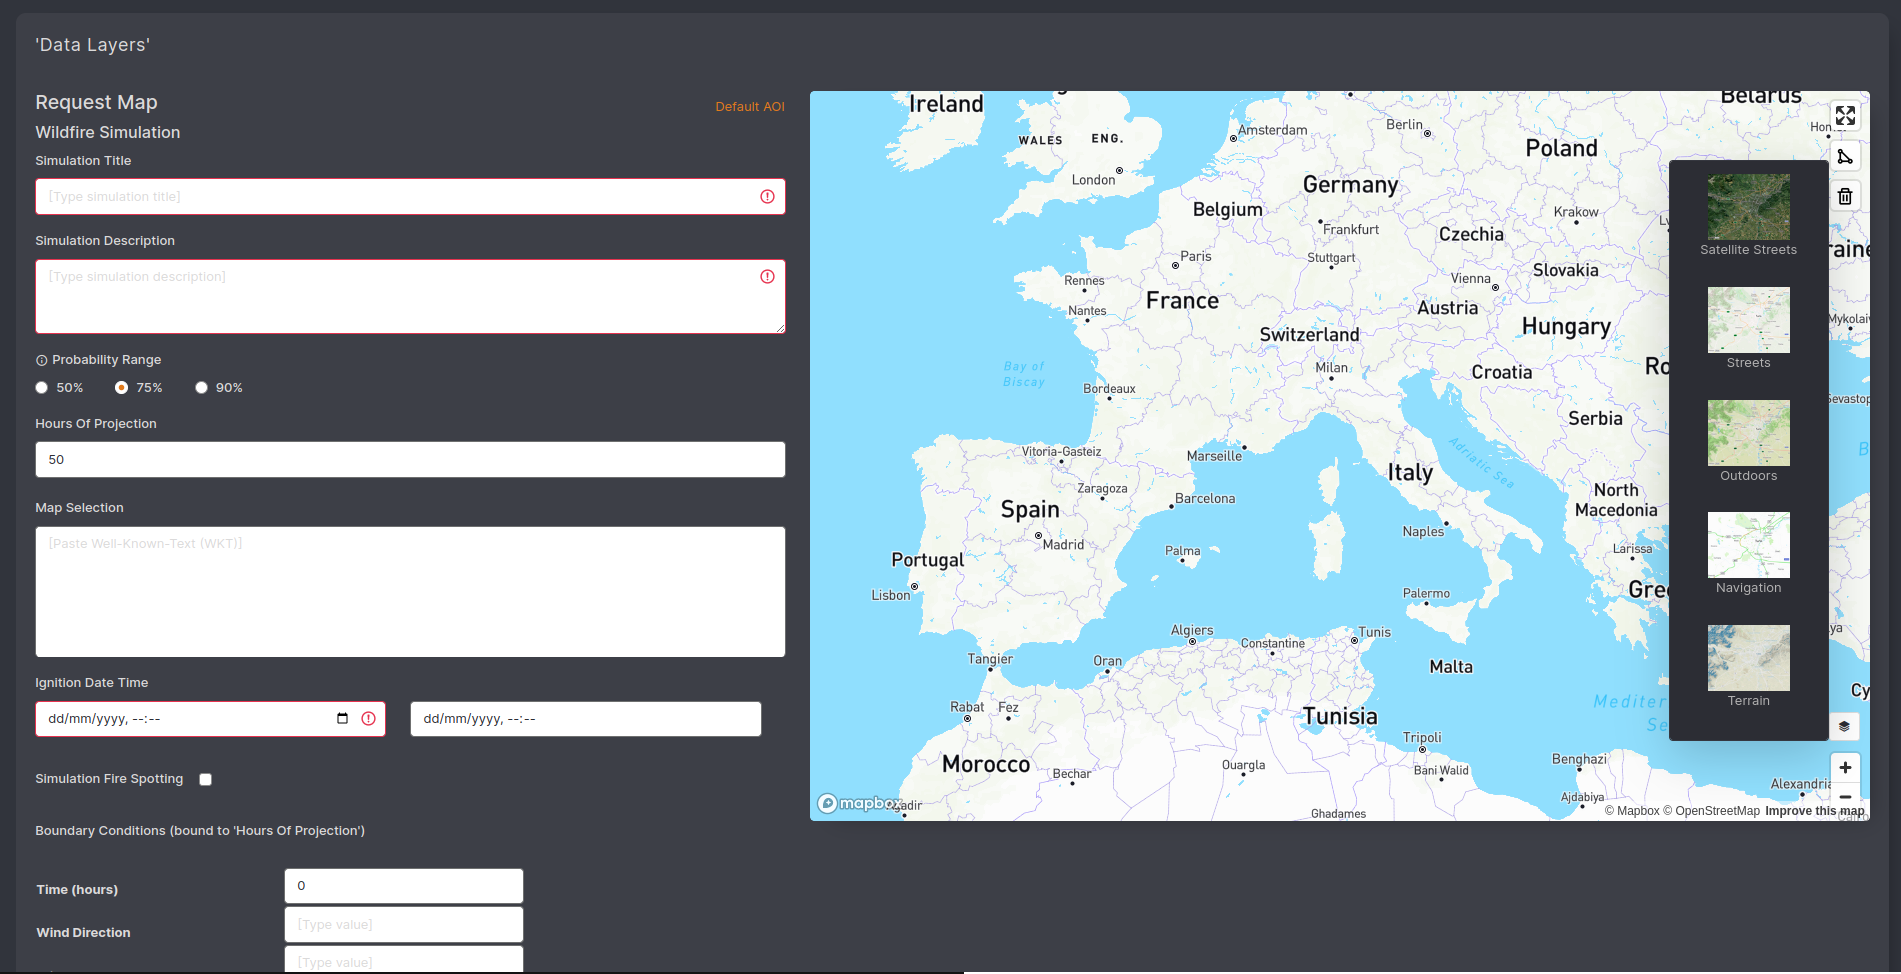 'Data Layers'
Request Map
Default AOI
Wildfire Simulation
Simulation Title
[Type simulation title]
Simulation Description
[Type simulation description]
Probability Range
50%
75%
90%
Hours Of Projection
50
Map Selection
[Paste Well-Known-Text (WKT)]
Ignition Date Time
dd/mm/yyyy, --:--
dd/mm/yyyy, --:--
Simulation Fire Spotting
Boundary Conditions (bound to 'Hours Of Projection')
Time (hours)
0
Wind Direction
[Type value]
[Type value]
Ireland
WALES
ENG.
London
Amsterdam
Berlin
Belarus
Poland
Germany
Belgium
Frankfurt
Krakow
Czechia
Paris
Stuttgart
Slovakia
Rennes
Vienna
France
Austria
Nantes
Hungary
Switzerland
Mykolaiv
Bay of
Biscay
Milan
Croatia
Bordeaux
Serbia
Vitoria-Gasteiz
Marseille
Adriatic Sea
Italy
Zaragoza
Barcelona
North
Macedonia
Spain
Naples
Madrid
Palma
Larissa
Portugal
Lisbon
Palermo
Algiers
Constantine
Tunis
Tangier
Oran
Malta
Rabat
Fez
Tunisia
Tripoli
Morocco
Bechar
Ouargla
Bani Walid
Benghazi
Ajdabiya
Alexandria
Ghadames
Satellite Streets
Streets
Outdoors
Navigation
Terrain
mapbox
© Mapbox © OpenStreetMap Improve this map